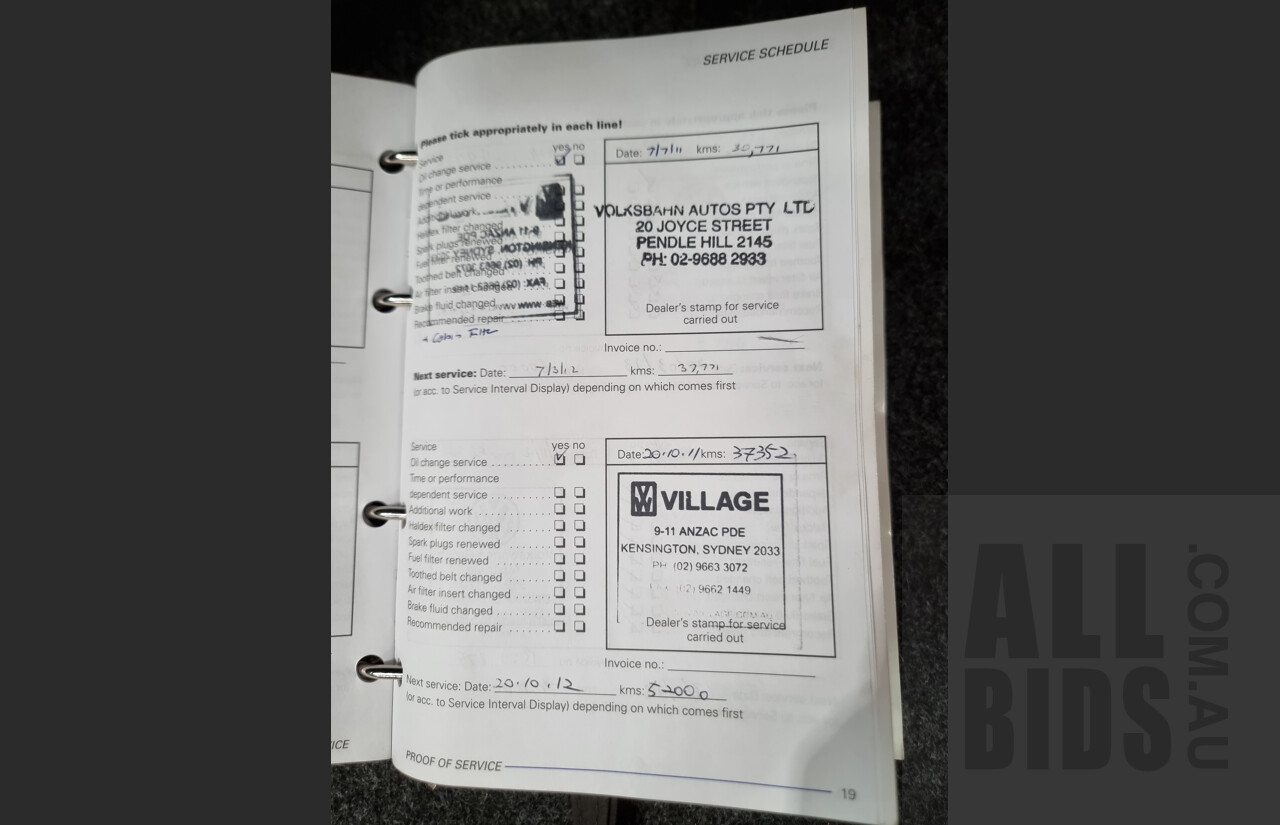 SERVICE SCHEDULE
Please tick appropriately in each line!
Service yes no
Oil change service
Time or performance
dependent service
Additional work
Haldex filter changed
Spark plugs renewed
Fuel filter renewed
Toothed belt changed
Air filter insert changed
Brake fluid changed
Recommended repair
Date: 7/7/11 kms: 30,771
VOLKSBAHN AUTOS PTY LTD
20 JOYCE STREET
PENDLE HILL 2145
PH: 02-9688 2933
Dealer's stamp for service
carried out
Invoice no.:
Next service: Date: 7/3/12 kms: 37,771
(or acc. to Service Interval Display) depending on which comes first
Service yes no
Oil change service
Time or performance
dependent service
Additional work
Haldex filter changed
Spark plugs renewed
Fuel filter renewed
Toothed belt changed
Air filter insert changed
Brake fluid changed
Recommended repair
Date: 20.10.11 kms: 37352
VW VILLAGE
9-11 ANZAC PDE
KENSINGTON, SYDNEY 2033
PH (02) 9663 3072
(02) 9662 1449
Dealer's stamp for service
carried out
Invoice no.:
Next service: Date: 20.10.12 kms: 52000
(or acc. to Service Interval Display) depending on which comes first
ICE
PROOF OF SERVICE
19
ALL
BIDS
.COM.AU